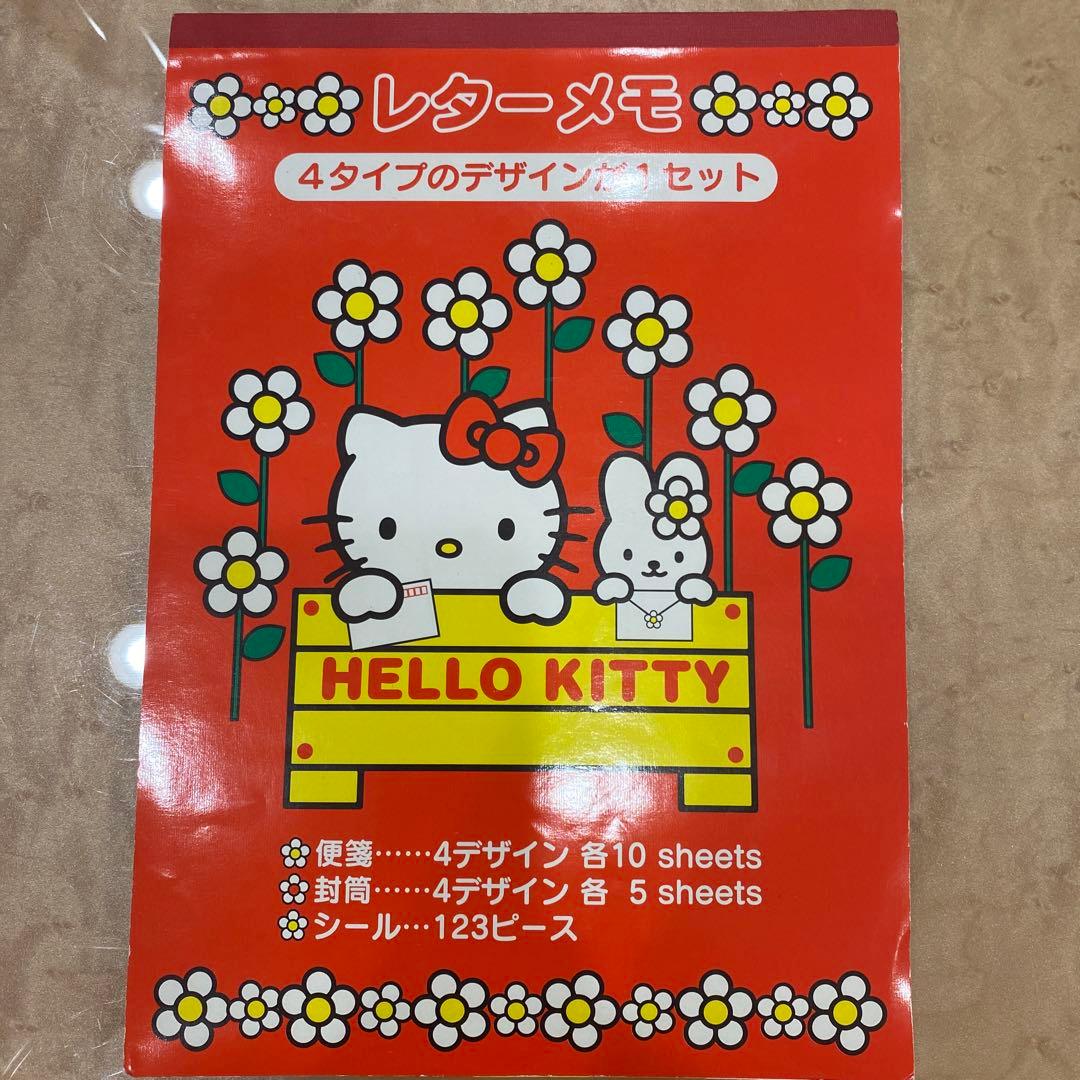 レターメモ
4タイプのデザインが1セット
HELLO KITTY
便箋……4デザイン 各10 sheets
封筒……4デザイン 各 5 sheets
シール…123ピース